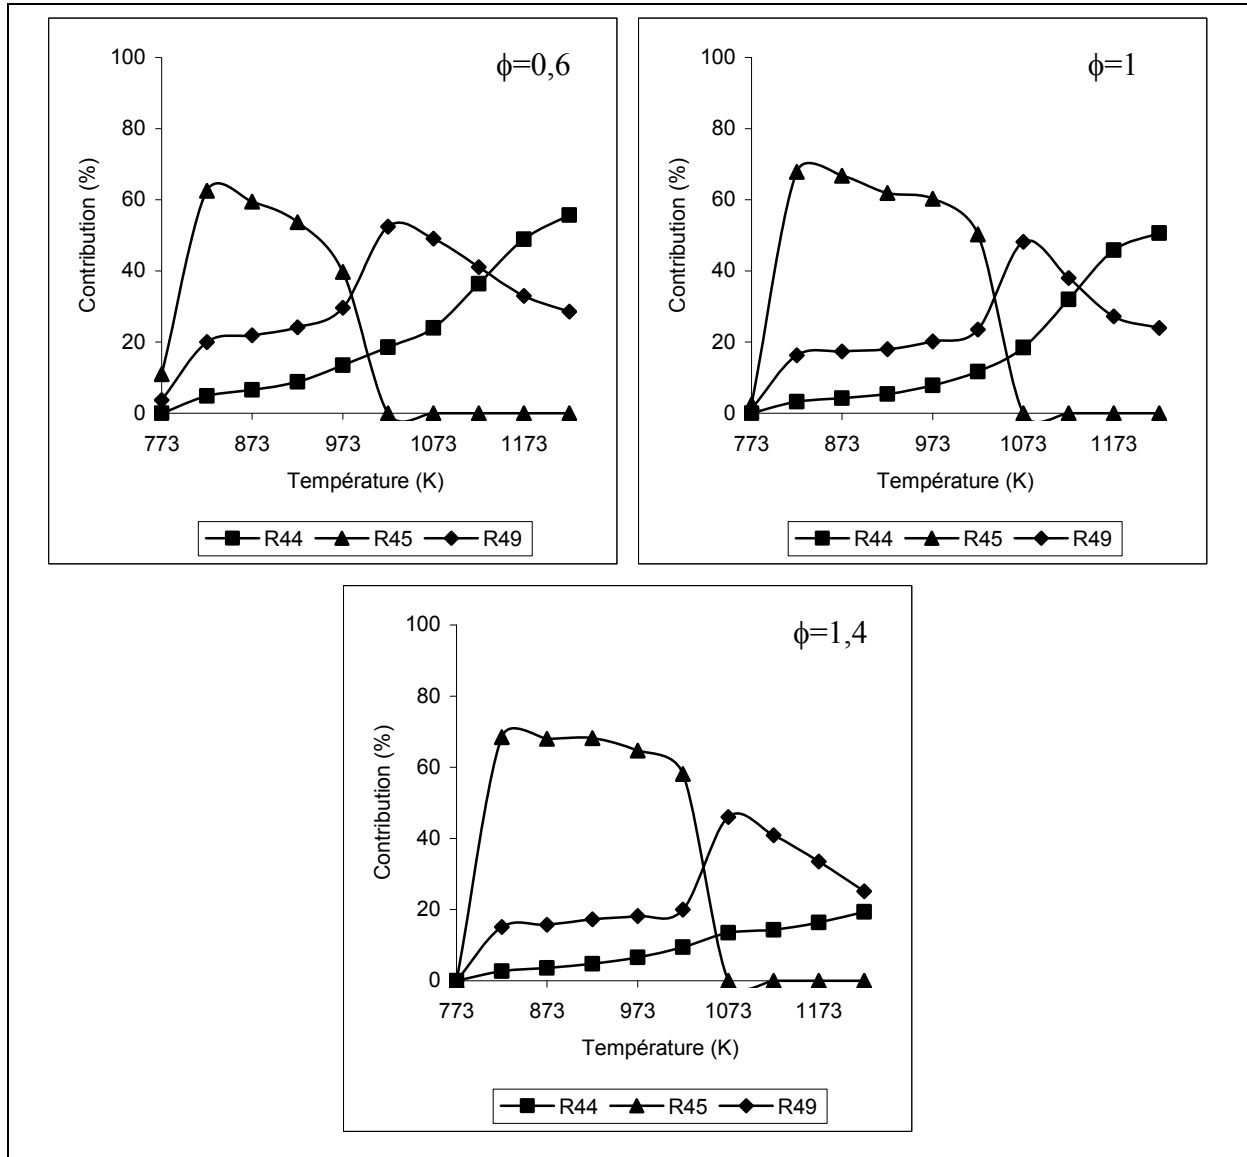 φ=0,6
100
80
60
40
20
0
Contribution (%)
773 873 973 1073 1173
Température (K)
R44 R45 R49
φ=1
100
80
60
40
20
0
Contribution (%)
773 873 973 1073 1173
Température (K)
R44 R45 R49
φ=1,4
100
80
60
40
20
0
Contribution (%)
773 873 973 1073 1173
Température (K)
R44 R45 R49